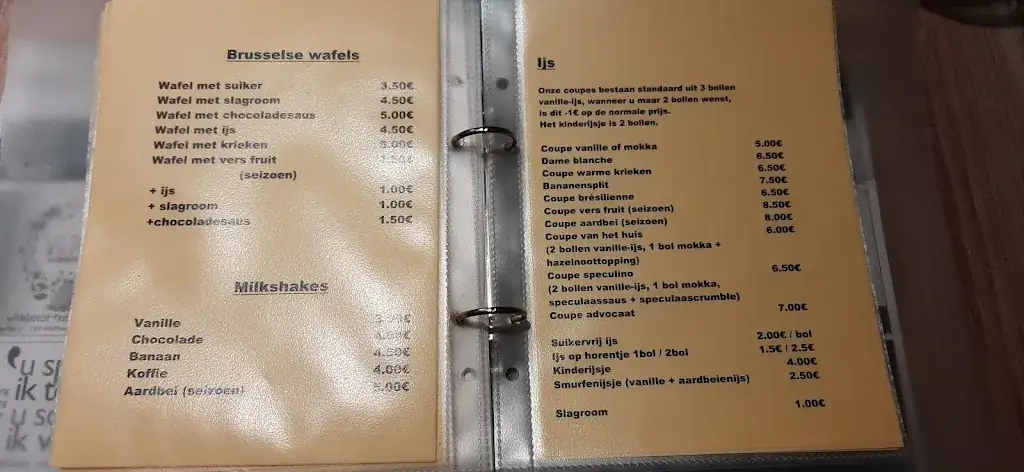 Brusselse wafels
Wafel met suiker 3.50€
Wafel met slagroom 4.50€
Wafel met chocoladesaus 5.00€
Wafel met ijs 4.50€
Wafel met krieken 5.00€
Wafel met vers fruit
(seizoen)
+ ijs 1.00€
+ slagroom 1.00€
+chocoladesaus 1.50€
Milkshakes
Vanille
Chocolade
Banaan 4.50€
Koffie 4.00€
Aardbei (seizoen) 5.00€
Ijs
Onze coupes bestaan standaard uit 3 bollen
vanille-ijs, wanneer u maar 2 bollen wenst,
is dit -1€ op de normale prijs.
Het kinderijsje is 2 bollen.
Coupe vanille of mokka 5.00€
Dame blanche 6.50€
Coupe warme krieken 6.50€
Bananensplit 7.50€
Coupe brésilienne 6.50€
Coupe vers fruit (seizoen) 8.50€
Coupe aardbei (seizoen) 8.00€
Coupe van het huis 6.00€
(2 bollen vanille-ijs, 1 bol mokka +
hazelnoottopping)
Coupe speculino 6.50€
(2 bollen vanille-ijs, 1 bol mokka,
speculaassaus + speculaascrumble)
Coupe advocaat 7.00€
Suikervrij ijs 2.00€ / bol
Ijs op horentje 1bol / 2bol 1.5€ / 2.5€
Kinderijsje 4.00€
Smurfenijsje (vanille + aardbeienijs) 2.50€
Slagroom 1.00€
'u
ik
u
ik